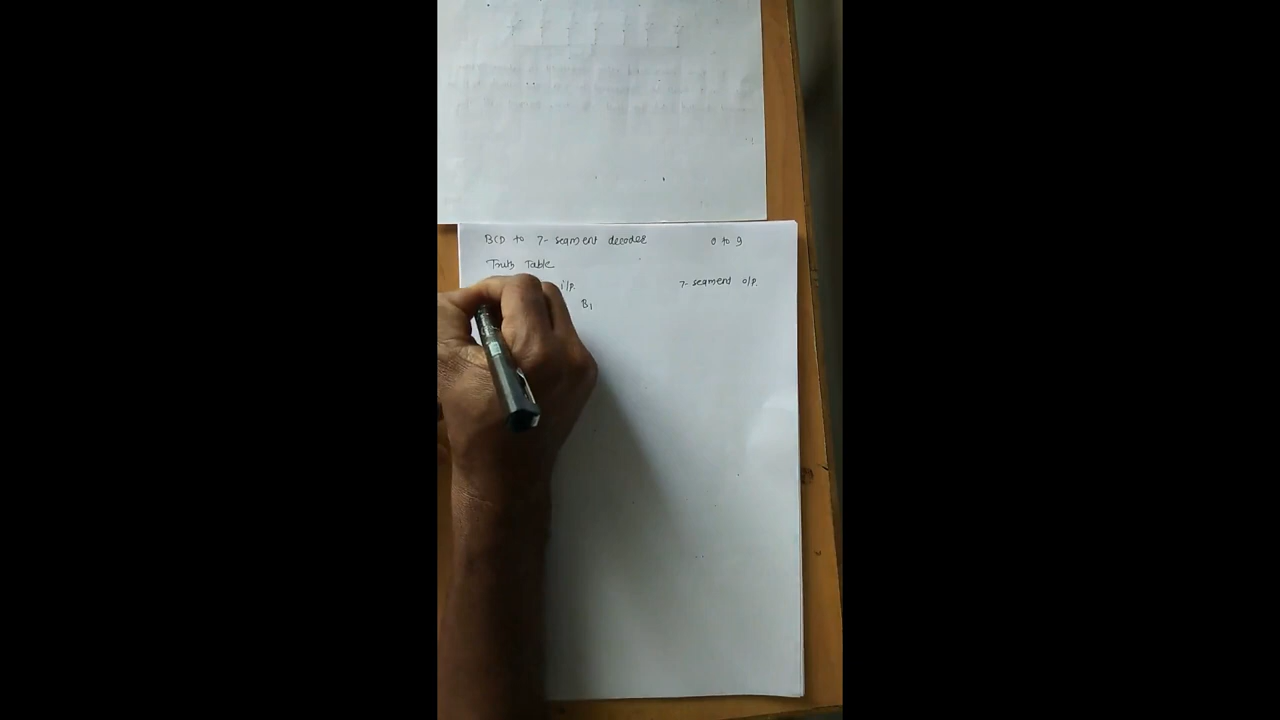 BCD to 7- segment decoder 0 to 9
Truth Table
i/p. 7- segment o/p.
B1